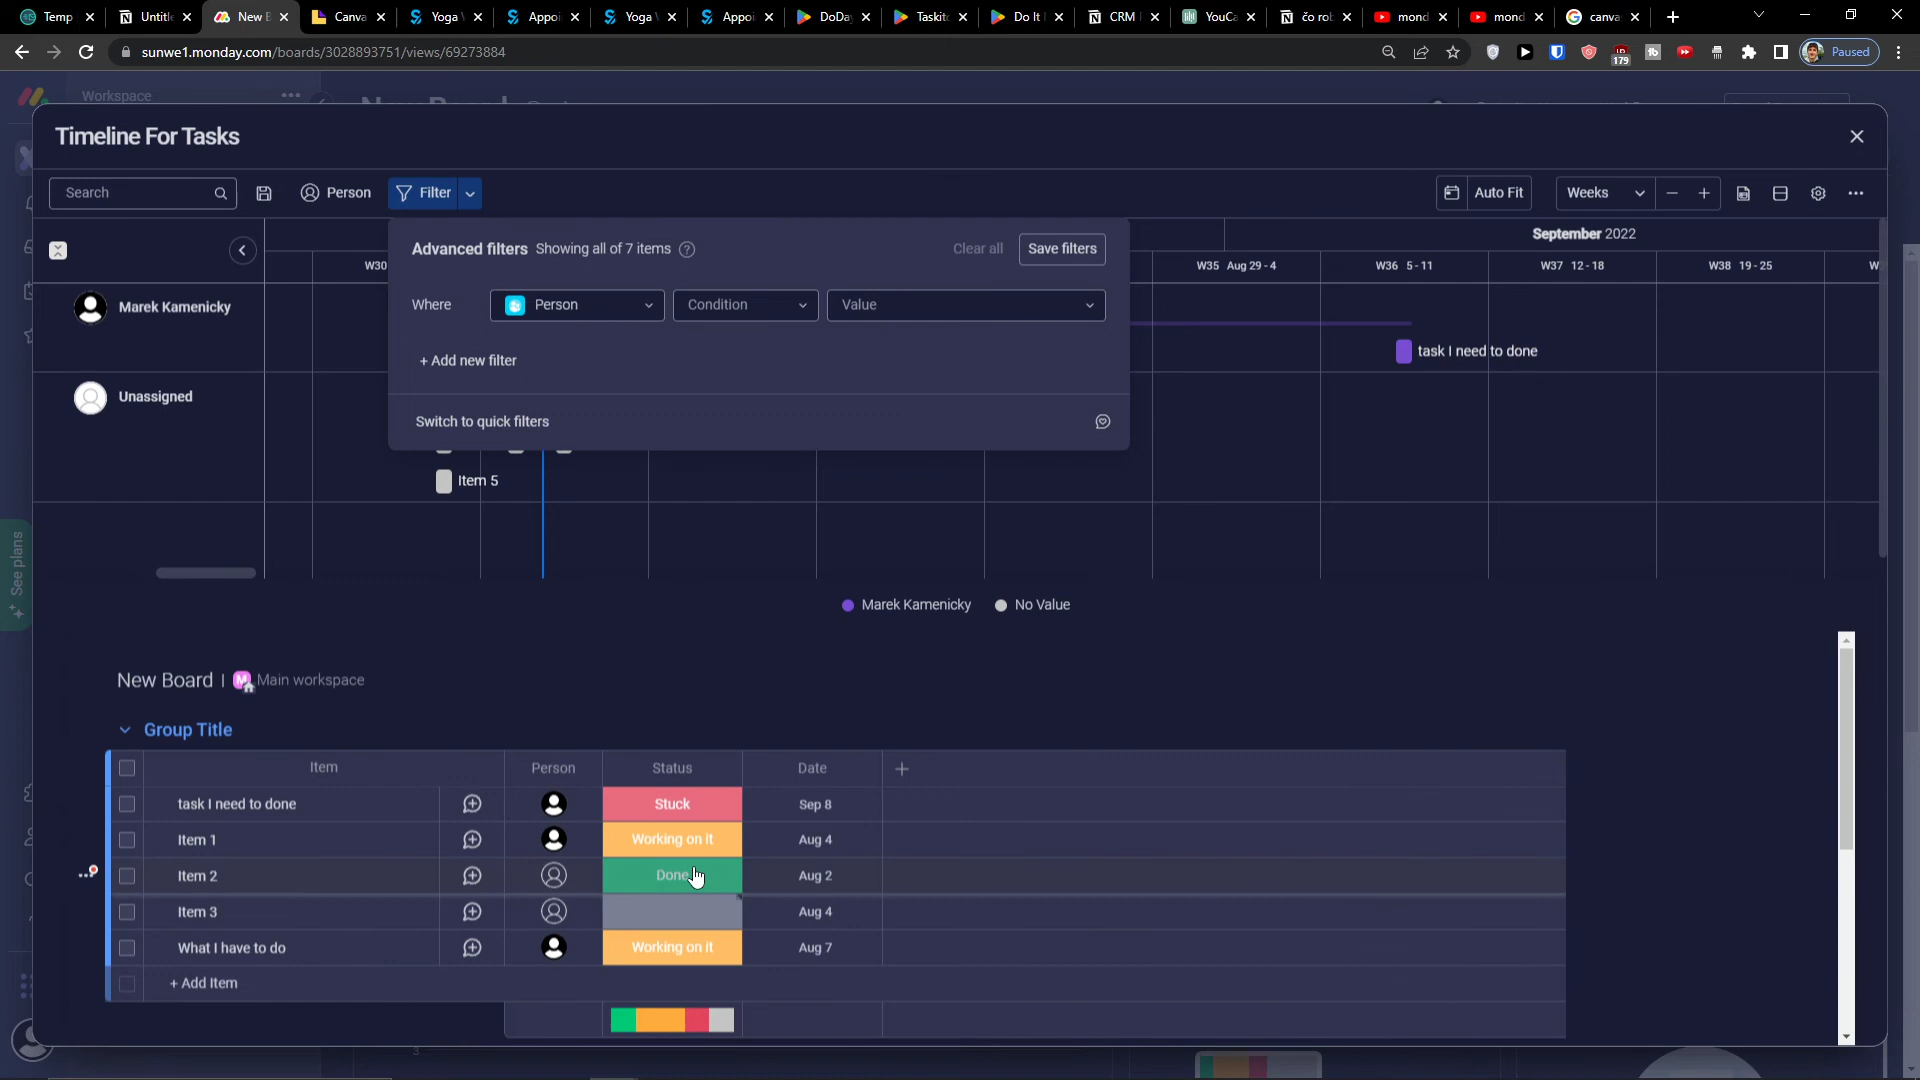 Temp
Untitl
New B
Canva
Yoga
Appoi
Yoga
Appoi
DoDa
Taskit
Do It
CRM
YouCa
čo rob
mond
mond
canva
sunwe1.monday.com/boards/3028893751/views/69273884
179
Paused
Workspace
Timeline For Tasks
Search
Person
Filter
Auto Fit
Weeks
Advanced filters Showing all of 7 items
Clear all
Save filters
September 2022
W30
W35 Aug 29 - 4
W36 5 - 11
W37 12 - 18
W38 19 - 25
Where
Person
Condition
Value
Marek Kamenicky
+ Add new filter
task I need to done
Unassigned
Switch to quick filters
Item 5
See plans
Marek Kamenicky
No Value
New Board | M Main workspace
Group Title
Item
Person
Status
Date
task I need to done
Stuck
Sep 8
Item 1
Working on it
Aug 4
Item 2
Done
Aug 2
Item 3
Aug 4
What I have to do
Working on it
Aug 7
+ Add Item
3